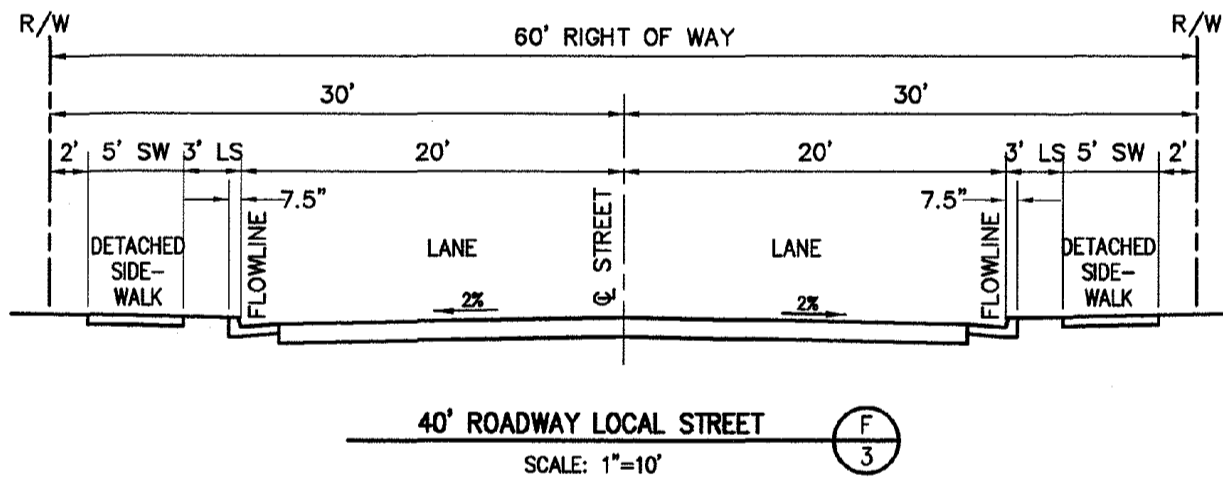 R/W R/W
60' RIGHT OF WAY
30' 30'
2' 5' SW 3' LS 20' 20' 3' LS 5' SW 2'
7.5" 7.5"
DETACHED
SIDE-
WALK
FLOWLINE
LANE
2%
℄ STREET
LANE
2%
FLOWLINE
DETACHED
SIDE-
WALK
40' ROADWAY LOCAL STREET
SCALE: 1"=10'
F
3